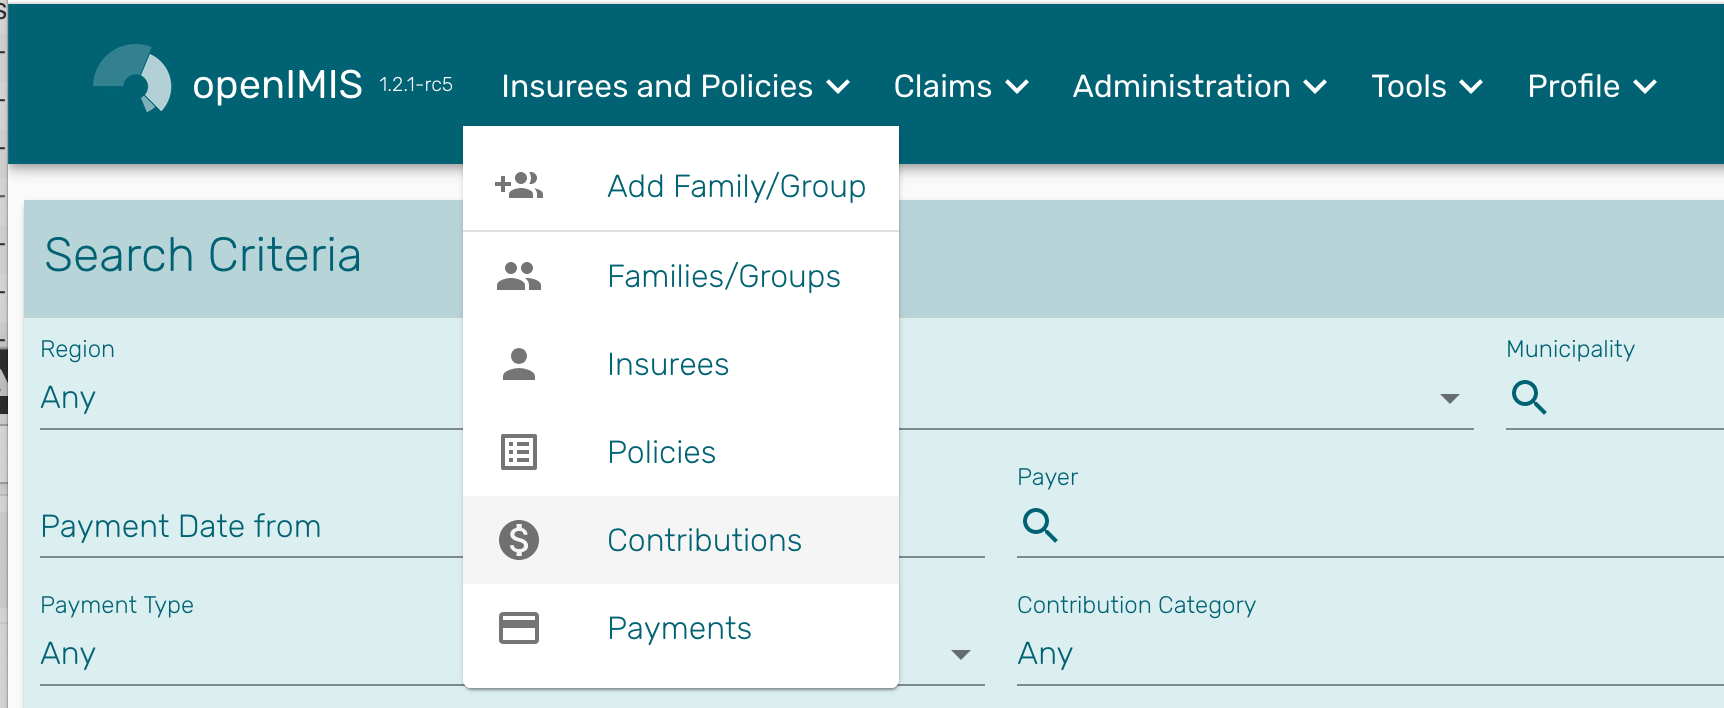 openIMIS 1.2.1-rc5 Insurees and Policies Claims Administration Tools Profile
Add Family/Group
Families/Groups
Insurees
Policies
Contributions
Payments
Search Criteria
Region
Any
Municipality
Payment Date from
Payer
Payment Type
Any
Contribution Category
Any